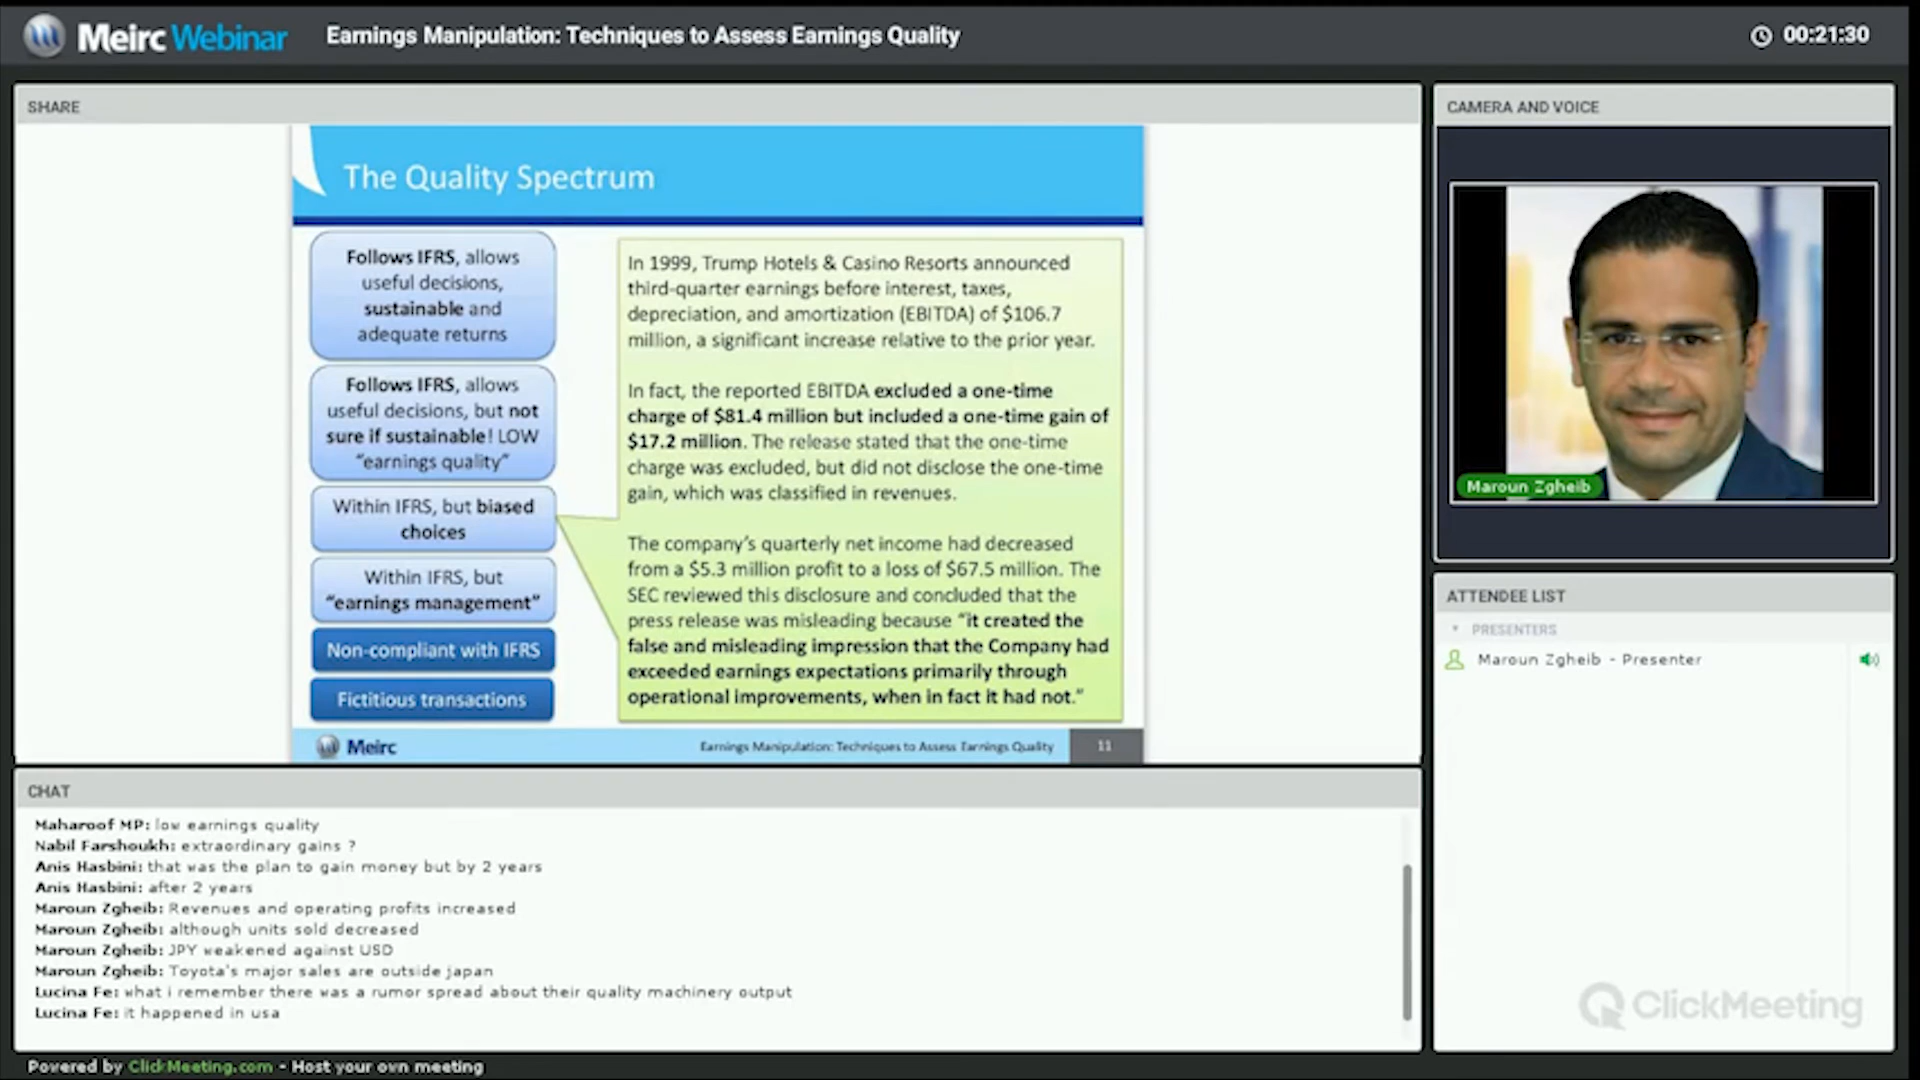 Meirc Webinar
Earnings Manipulation: Techniques to Assess Earnings Quality
00:21:30
SHARE
The Quality Spectrum
Follows IFRS, allows
useful decisions,
sustainable and
adequate returns
Follows IFRS, allows
useful decisions, but not
sure if sustainable! LOW
“earnings quality”
Within IFRS, but biased
choices
Within IFRS, but
“earnings management”
Non-compliant with IFRS
Fictitious transactions
In 1999, Trump Hotels & Casino Resorts announced
third-quarter earnings before interest, taxes,
depreciation, and amortization (EBITDA) of $106.7
million, a significant increase relative to the prior year.
In fact, the reported EBITDA excluded a one-time
charge of $81.4 million but included a one-time gain of
$17.2 million. The release stated that the one-time
charge was excluded, but did not disclose the one-time
gain, which was classified in revenues.
The company’s quarterly net income had decreased
from a $5.3 million profit to a loss of $67.5 million. The
SEC reviewed this disclosure and concluded that the
press release was misleading because “it created the
false and misleading impression that the Company had
exceeded earnings expectations primarily through
operational improvements, when in fact it had not.”
Meirc
Earnings Manipulation: Techniques to Assess Earnings Quality
11
CAMERA AND VOICE
Maroun Zgheib
ATTENDEE LIST
PRESENTERS
Maroun Zgheib - Presenter
CHAT
Maharoof MP: low earnings quality
Nabil Farshoukh: extraordinary gains ?
Anis Hasbini: that was the plan to gain money but by 2 years
Anis Hasbini: after 2 years
Maroun Zgheib: Revenues and operating profits increased
Maroun Zgheib: although units sold decreased
Maroun Zgheib: JPY weakened against USD
Maroun Zgheib: Toyota's major sales are outside japan
Lucina Fe: what i remember there was a rumor spread about their quality machinery output
Lucina Fe: it happened in usa
ClickMeeting
Powered by ClickMeeting.com - Host your own meeting